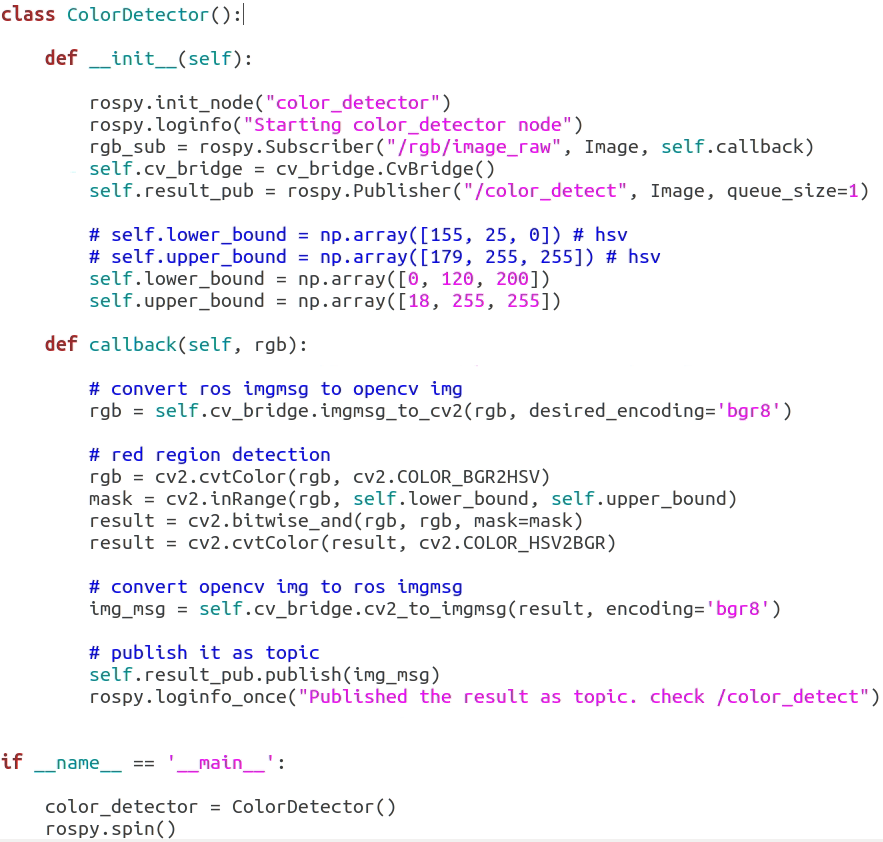 class ColorDetector():
def __init__(self):
rospy.init_node("color_detector")
rospy.loginfo("Starting color_detector node")
rgb_sub = rospy.Subscriber("/rgb/image_raw", Image, self.callback)
self.cv_bridge = cv_bridge.CvBridge()
self.result_pub = rospy.Publisher("/color_detect", Image, queue_size=1)
# self.lower_bound = np.array([155, 25, 0]) # hsv
# self.upper_bound = np.array([179, 255, 255]) # hsv
self.lower_bound = np.array([0, 120, 200])
self.upper_bound = np.array([18, 255, 255])
def callback(self, rgb):
# convert ros imgmsg to opencv img
rgb = self.cv_bridge.imgmsg_to_cv2(rgb, desired_encoding='bgr8')
# red region detection
rgb = cv2.cvtColor(rgb, cv2.COLOR_BGR2HSV)
mask = cv2.inRange(rgb, self.lower_bound, self.upper_bound)
result = cv2.bitwise_and(rgb, rgb, mask=mask)
result = cv2.cvtColor(result, cv2.COLOR_HSV2BGR)
# convert opencv img to ros imgmsg
img_msg = self.cv_bridge.cv2_to_imgmsg(result, encoding='bgr8')
# publish it as topic
self.result_pub.publish(img_msg)
rospy.loginfo_once("Published the result as topic. check /color_detect")
if __name__ == '__main__':
color_detector = ColorDetector()
rospy.spin()